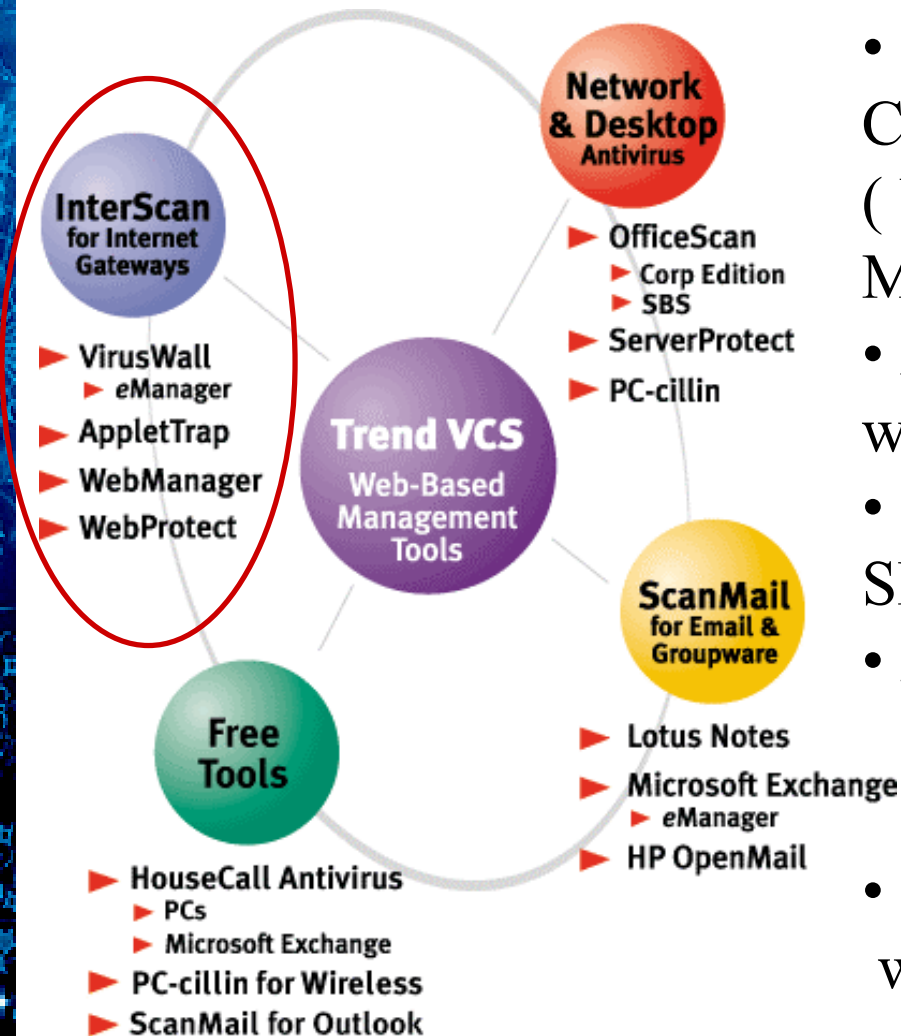 InterScan
for Internet
Gateways
VirusWall
eManager
AppletTrap
WebManager
WebProtect
Network
& Desktop
Antivirus
OfficeScan
Corp Edition
SBS
ServerProtect
PC-cillin
Trend VCS
Web-Based
Management
Tools
ScanMail
for Email &
Groupware
Lotus Notes
Microsoft Exchange
eManager
HP OpenMail
Free
Tools
HouseCall Antivirus
PCs
Microsoft Exchange
PC-cillin for Wireless
ScanMail for Outlook